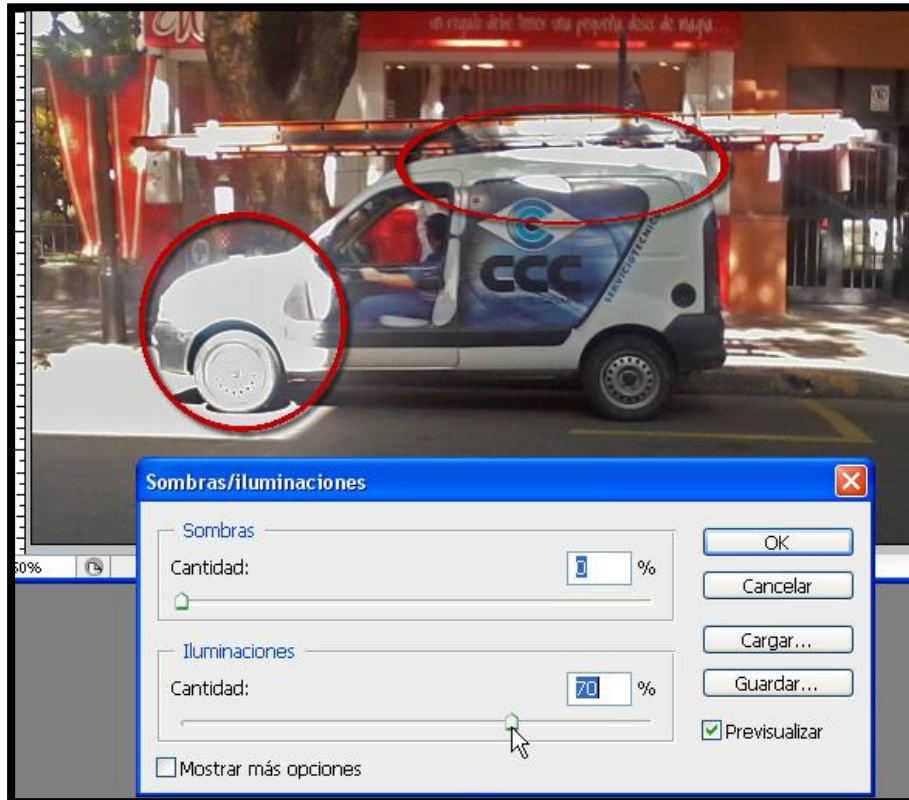 un regalo debe tener una pequeña dosis de magia...
CCC
SERVICIO TECNICO
50%
Sombras/iluminaciones
Sombras
Cantidad:
0 %
Iluminaciones
Cantidad:
70 %
Mostrar más opciones
OK
Cancelar
Cargar...
Guardar...
Previsualizar